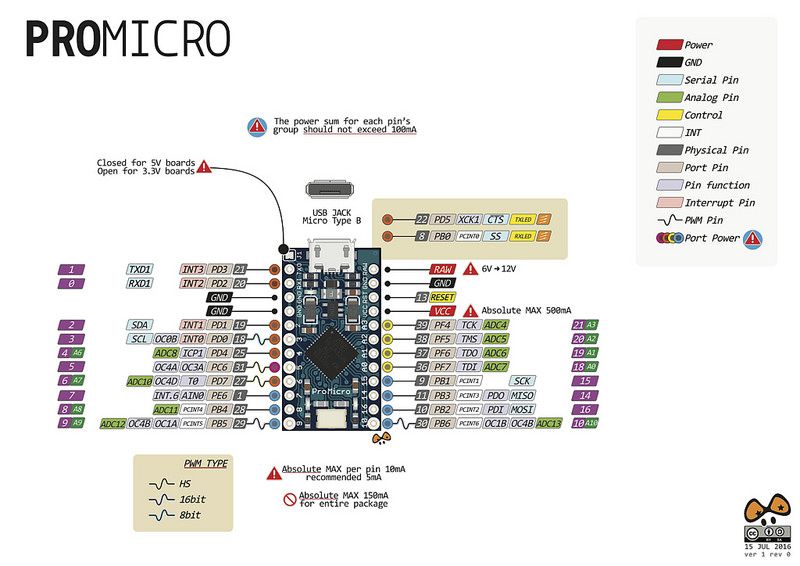 PROMICRO
Power
GND
Serial Pin
Analog Pin
Control
INT
Physical Pin
Port Pin
Pin function
Interrupt Pin
PWM Pin
Port Power
The power sum for each pin's
group should not exceed 100mA
Closed for 5V boards
Open for 3.3V boards
USB JACK
Micro Type B
22 PD5 XCK1 CTS TXLED
8 PB0 PCINT0 SS RXLED
1 TXD1 INT3 PD3 21
RAW 6V→12V
0 RXD1 INT2 PD2 20
GND
GND
13 RESET
GND
VCC Absolute MAX 500mA
2 SDA INT1 PD1 19
39 PF4 TCK ADC4 21 A3
3 SCL OC0B INT0 PD0 18
38 PF5 TMS ADC5 20 A2
4 A6 ADC8 ICP1 PD4 25
37 PF6 TDO ADC6 19 A1
5 OC4A OC3A PC6 31
36 PF7 TDI ADC7 18 A0
6 A7 ADC10 OC4D T0 PD7 27
9 PB1 PCINT1 SCK 15
7 INT.6 AIN0 PE6 1
11 PB3 PCINT3 PDO MISO 14
8 A8 ADC11 PCINT4 PB4 28
10 PB2 PCINT2 PDI MOSI 16
9 A9 ADC12 OC4B OC1A PCINT5 PB5 29
30 PB6 PCINT6 OC1B OC4B ADC13 10 A10
ProMicro
PWM TYPE
HS
16bit
8bit
Absolute MAX per pin 10mA
recommended 5mA
Absolute MAX 150mA
for entire package
15 JUL 2016
ver 1 rev 0